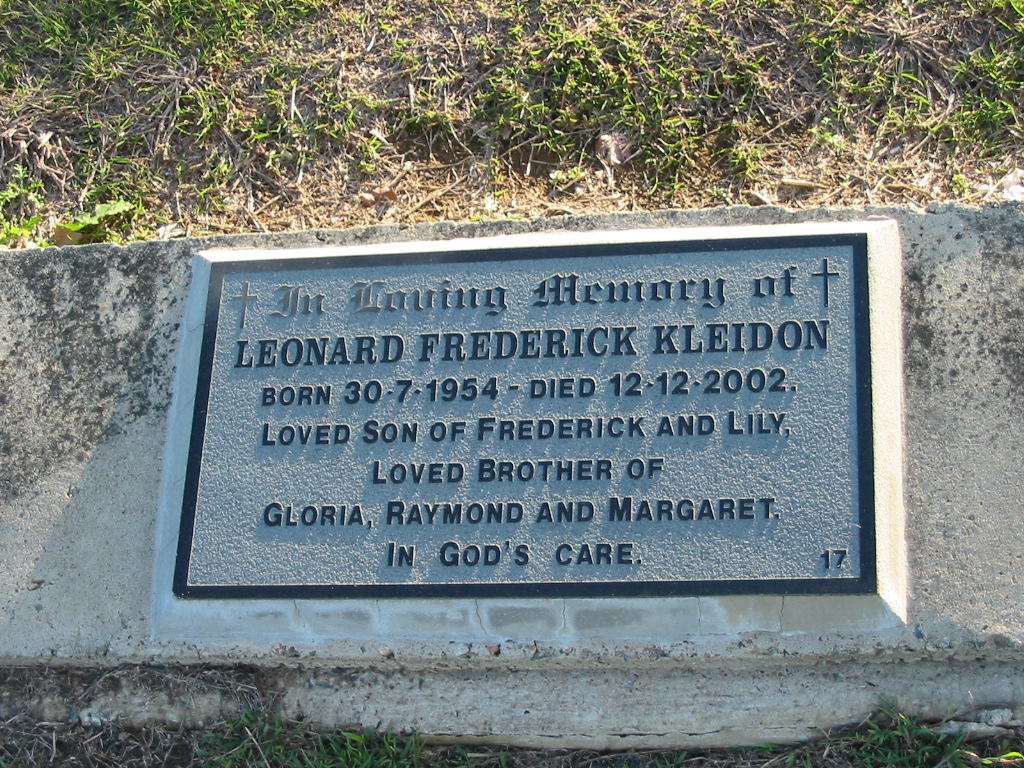 In Loving Memory of
LEONARD FREDERICK KLEIDON
BORN 30-7-1954 - DIED 12-12-2002.
LOVED SON OF FREDERICK AND LILY,
LOVED BROTHER OF
GLORIA, RAYMOND AND MARGARET.
IN GOD'S CARE.
17